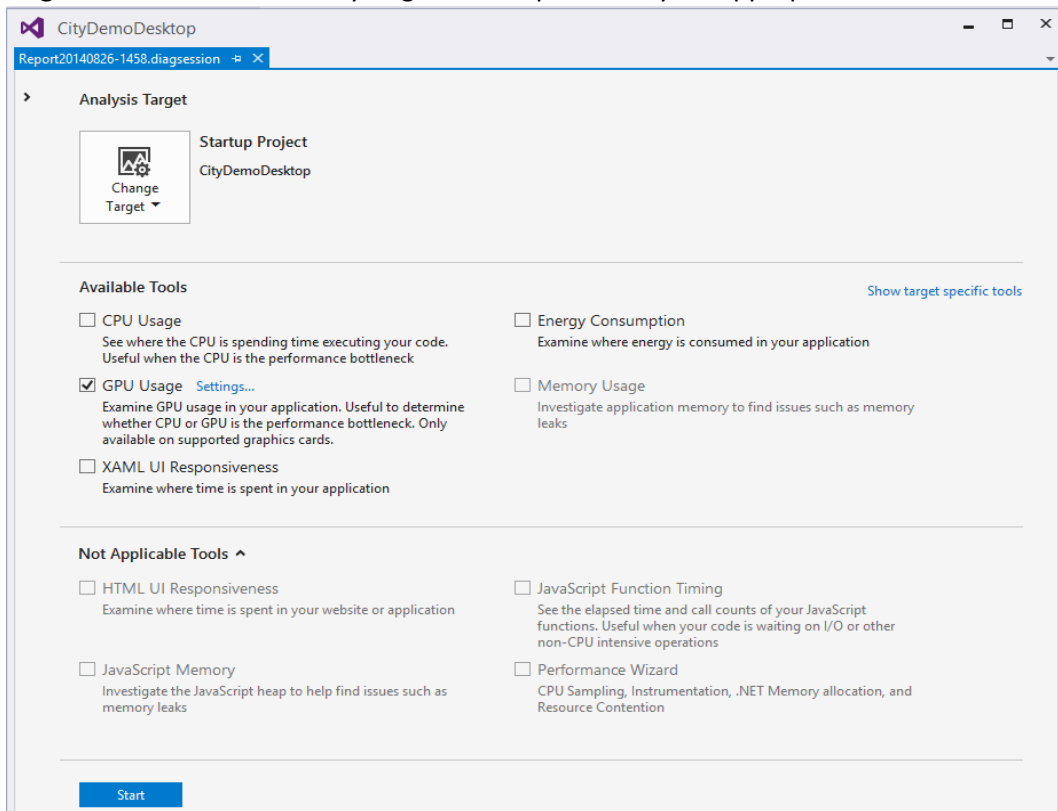 CityDemoDesktop
Report20140826-1458.diagsession
Analysis Target
Change
Target
Startup Project
CityDemoDesktop
Available Tools
Show target specific tools
CPU Usage
See where the CPU is spending time executing your code.
Useful when the CPU is the performance bottleneck
Energy Consumption
Examine where energy is consumed in your application
GPU Usage Settings...
Examine GPU usage in your application. Useful to determine
whether CPU or GPU is the performance bottleneck. Only
available on supported graphics cards.
Memory Usage
Investigate application memory to find issues such as memory
leaks
XAML UI Responsiveness
Examine where time is spent in your application
Not Applicable Tools
HTML UI Responsiveness
Examine where time is spent in your website or application
JavaScript Function Timing
See the elapsed time and call counts of your JavaScript
functions. Useful when your code is waiting on I/O or other
non-CPU intensive operations
JavaScript Memory
Investigate the JavaScript heap to help find issues such as
memory leaks
Performance Wizard
CPU Sampling, Instrumentation, .NET Memory allocation, and
Resource Contention
Start